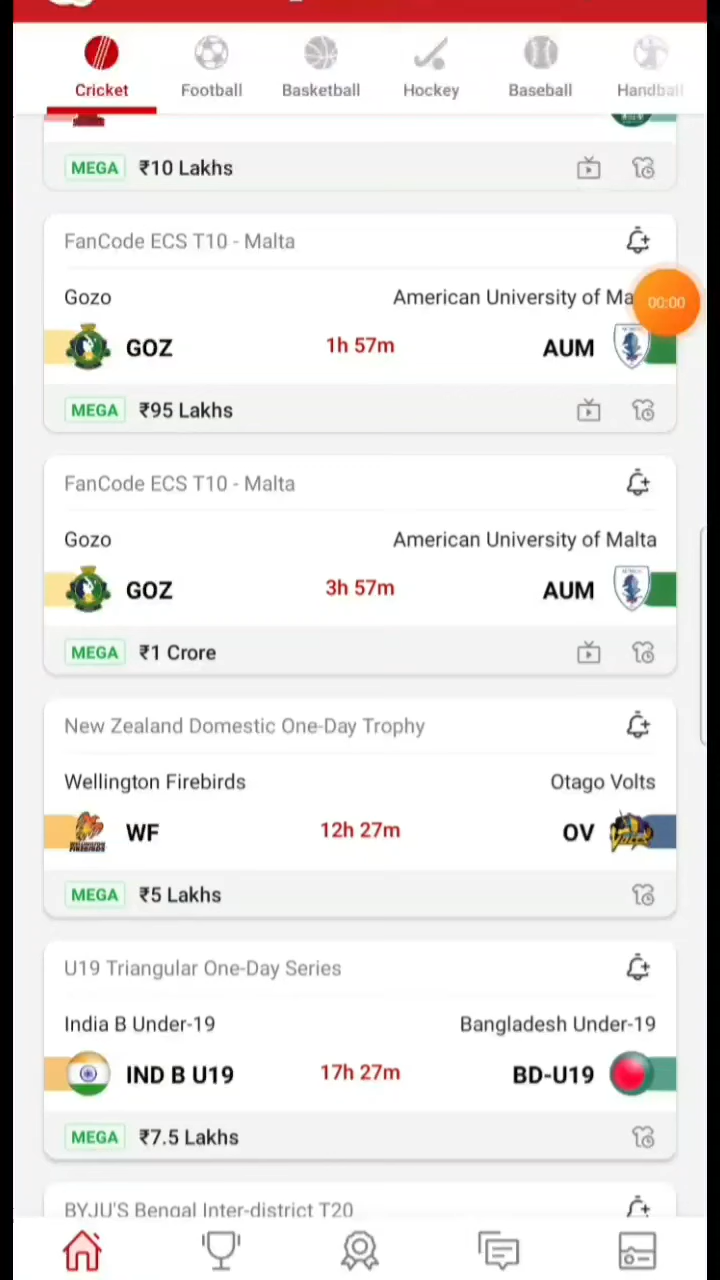 Cricket Football Basketball Hockey Baseball Handball
MEGA ₹10 Lakhs
FanCode ECS T10 - Malta
Gozo American University of Ma
00:00
GOZ 1h 57m AUM
MEGA ₹95 Lakhs
FanCode ECS T10 - Malta
Gozo American University of Malta
GOZ 3h 57m AUM
MEGA ₹1 Crore
New Zealand Domestic One-Day Trophy
Wellington Firebirds Otago Volts
WF 12h 27m OV
MEGA ₹5 Lakhs
U19 Triangular One-Day Series
India B Under-19 Bangladesh Under-19
IND B U19 17h 27m BD-U19
MEGA ₹7.5 Lakhs
BYJU'S Bengal Inter-district T20